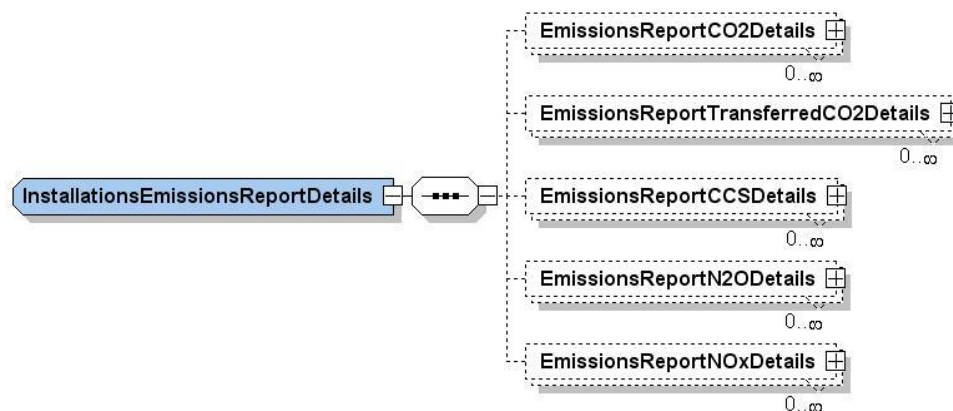 EmissionsReportCO2Details
0..∞
EmissionsReportTransferredCO2Details
0..∞
InstallationsEmissionsReportDetails
EmissionsReportCCSDetails
0..∞
EmissionsReportN2ODetails
0..∞
EmissionsReportNOxDetails
0..∞